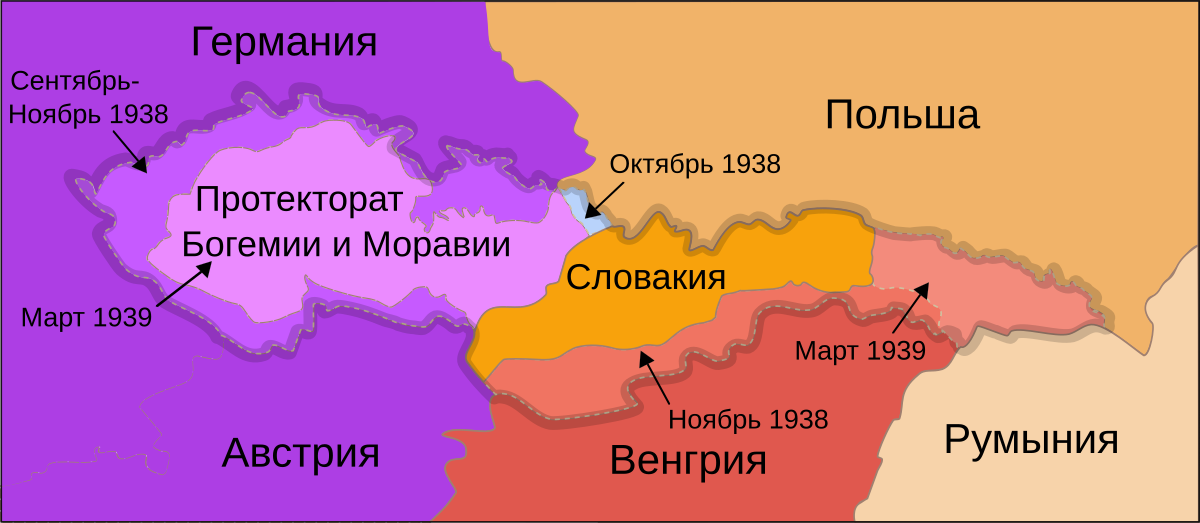 Германия
Сентябрь-
Ноябрь 1938
Польша
Октябрь 1938
Протекторат
Богемии и Моравии
Словакия
Март 1939
Март 1939
Ноябрь 1938
Австрия
Венгрия
Румыния